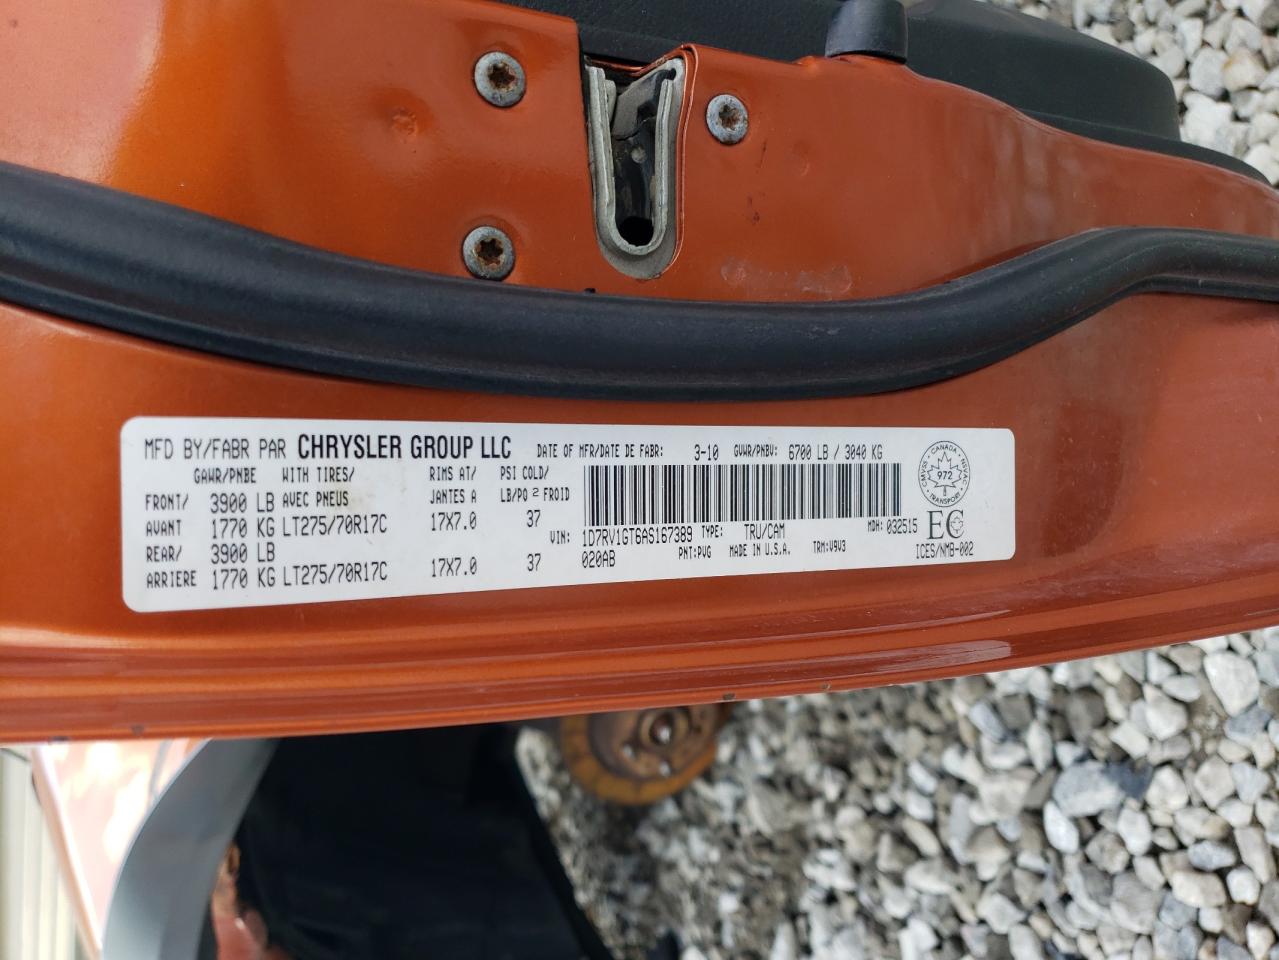 MFD BY/FABR PAR CHRYSLER GROUP LLC DATE OF MFR/DATE DE FABR: 3-10 GVWR/PNBV: 6700 LB / 3040 KG
GAWR/PNBE WITH TIRES/ RIMS AT/ PSI COLD/
FRONT/ 3900 LB AVEC PNEUS JANTES A LB/PO 2 FROID
AVANT 1770 KG LT275/70R17C 17X7.0 37
REAR/ 3900 LB
ARRIERE 1770 KG LT275/70R17C 17X7.0 37
VIN: 1D7RV1GT6AS167389 TYPE: TRU/CAM MDH: 032515
020AB PNT:PVG MADE IN U.S.A. TRM:V9V3
CANADA
CMVSS NSVAC
972
TRANSPORT
EC
ICES/NMB-002